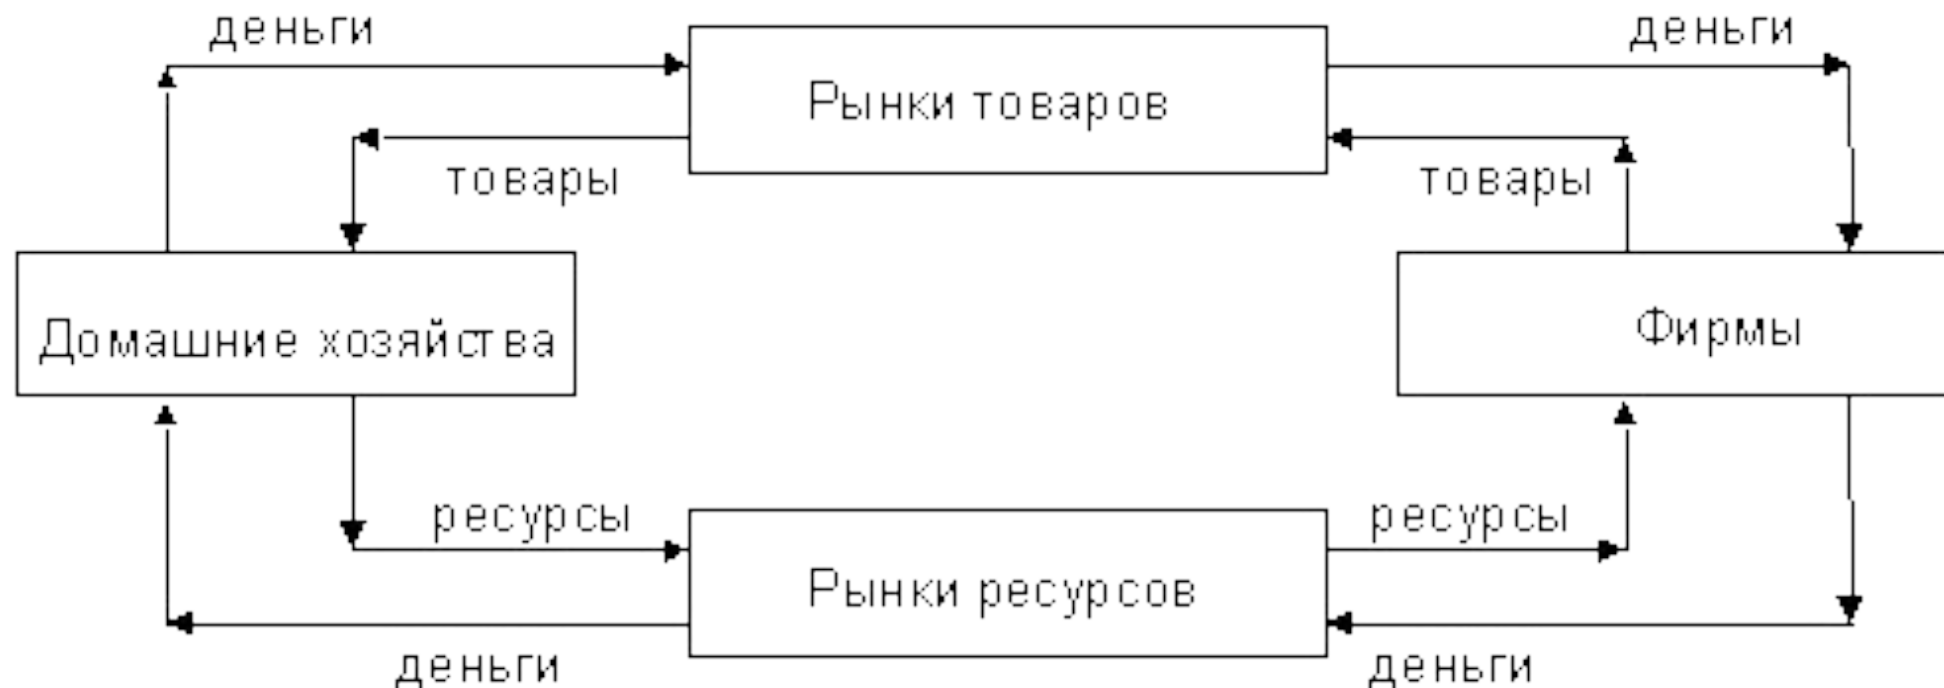 деньги
деньги
Рынки товаров
товары
товары
Домашние хозяйства
Фирмы
ресурсы
ресурсы
Рынки ресурсов
деньги
деньги